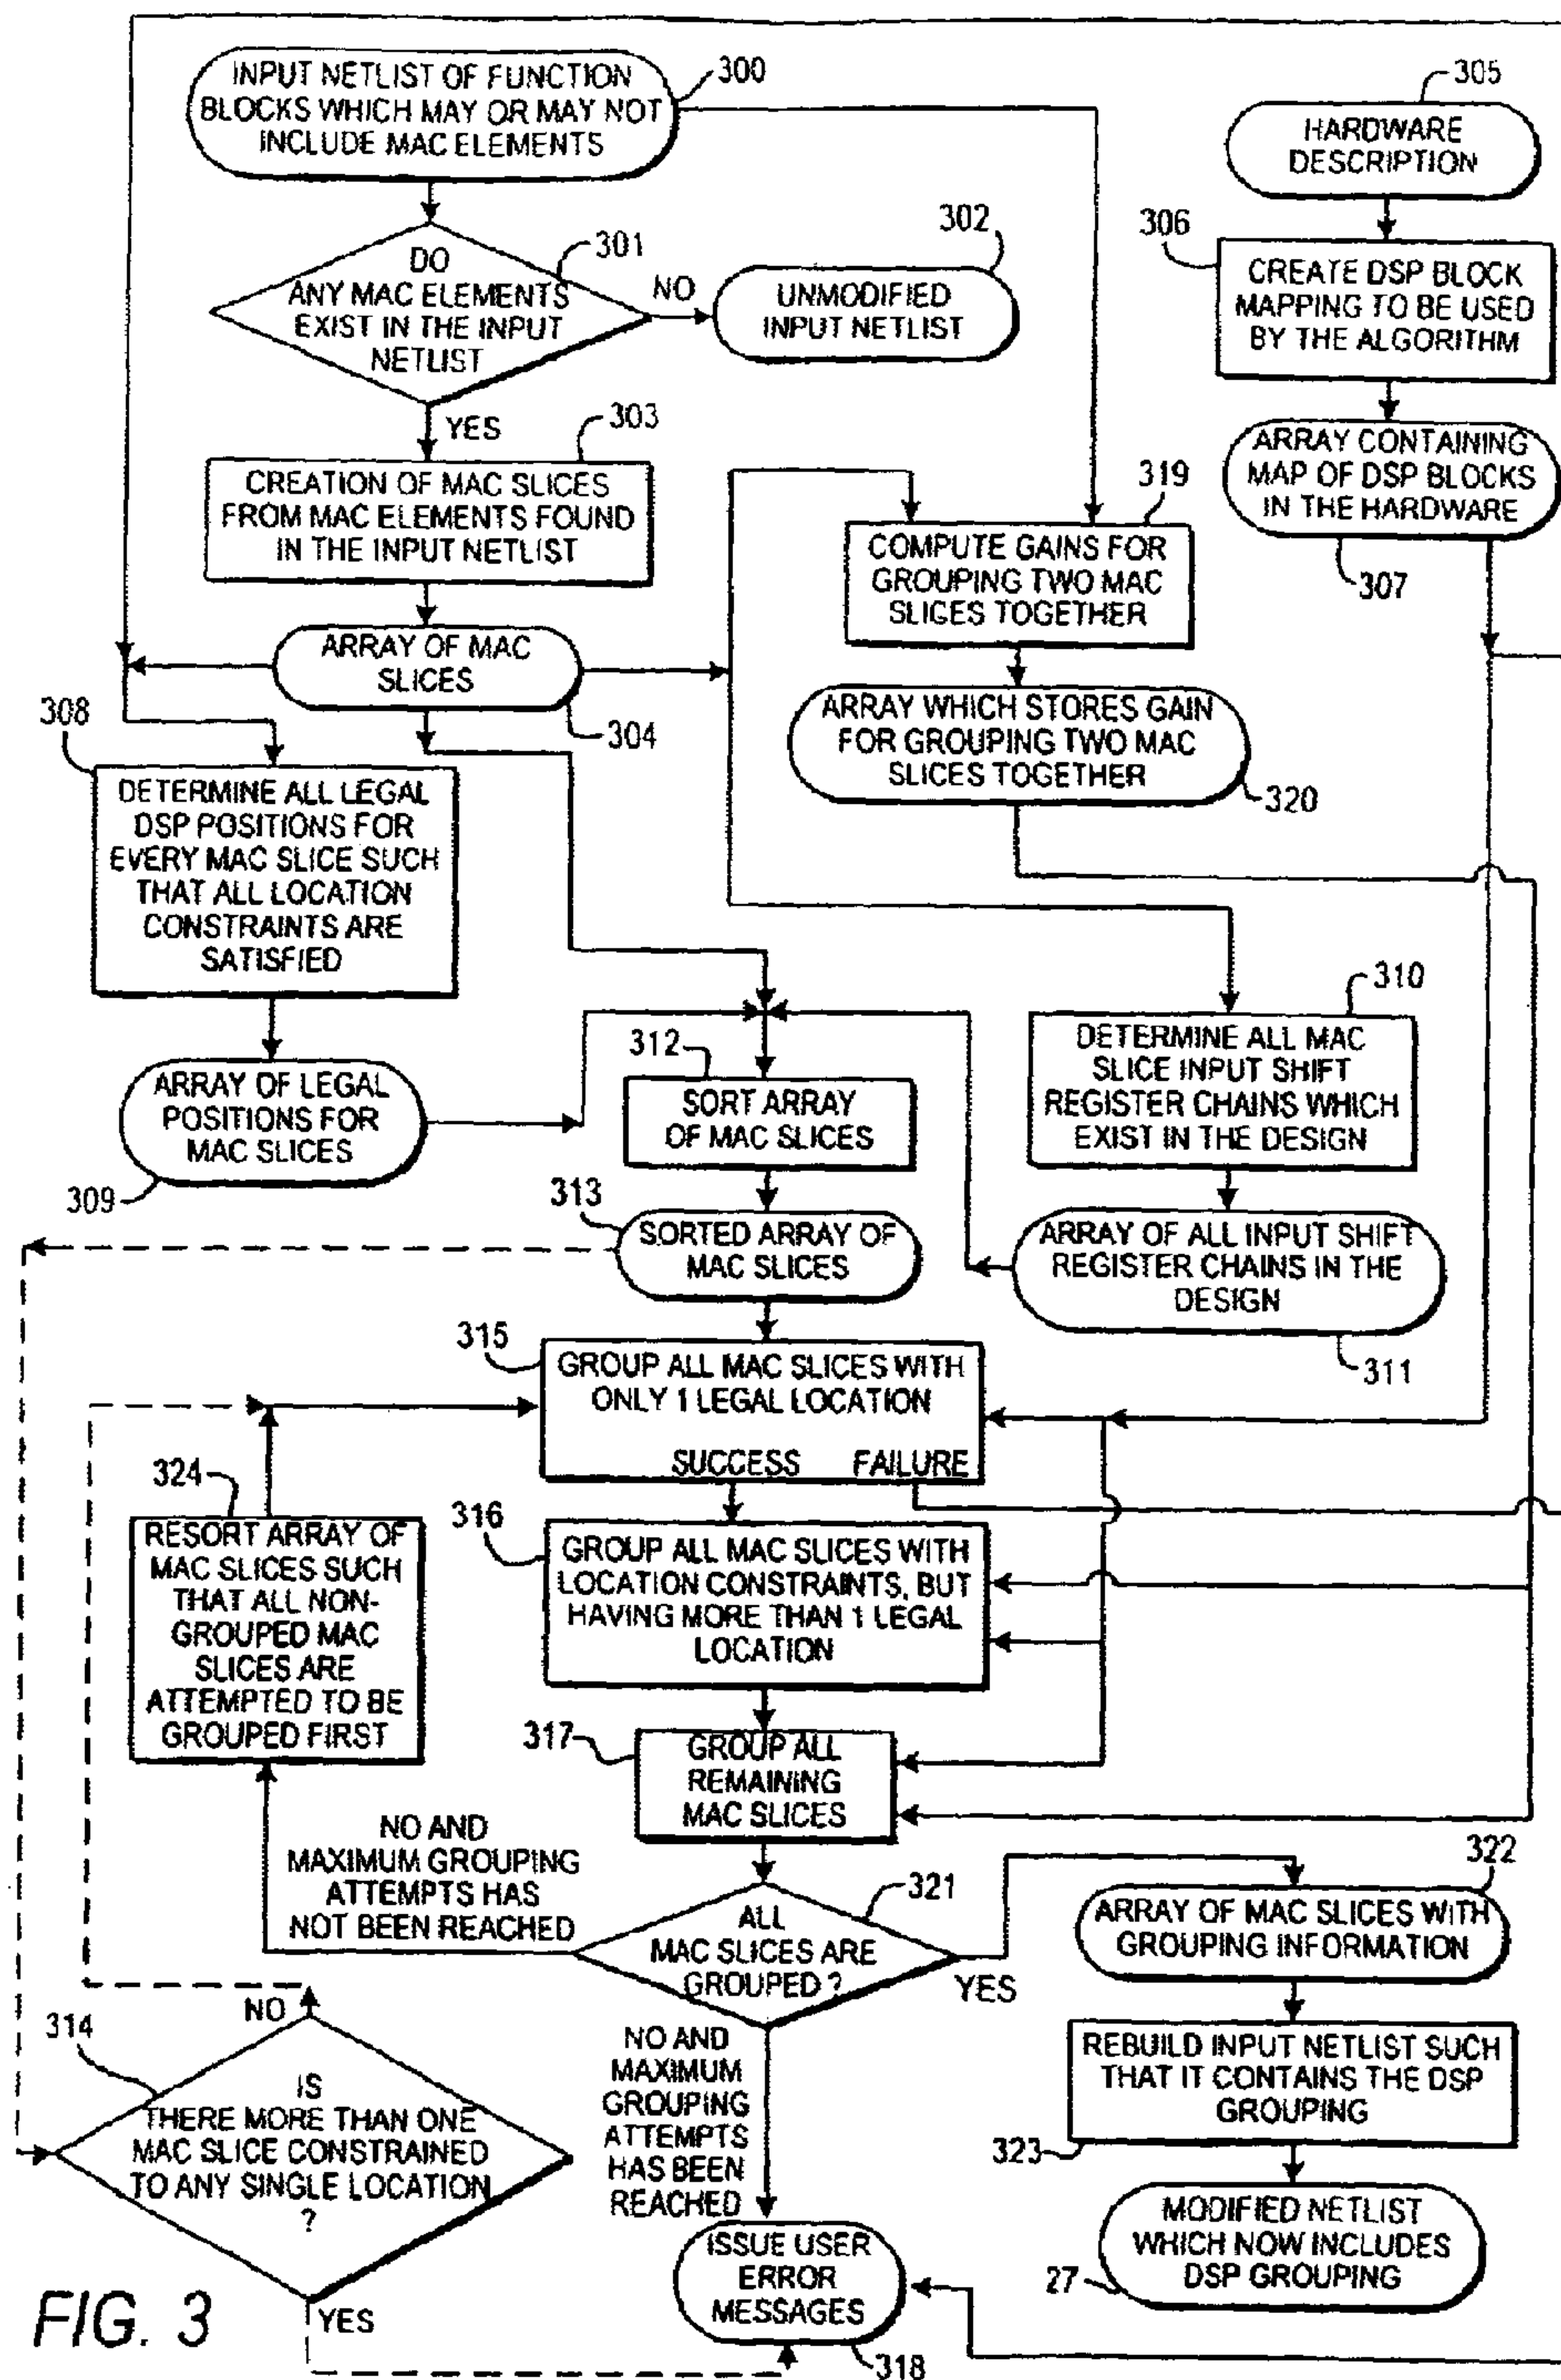 300
INPUT NETLIST OF FUNCTION
BLOCKS WHICH MAY OR MAY NOT
INCLUDE MAC ELEMENTS
305
HARDWARE
DESCRIPTION
301
DO
ANY MAC ELEMENTS
EXIST IN THE INPUT
NETLIST
NO
302
UNMODIFIED
INPUT NETLIST
306
CREATE DSP BLOCK
MAPPING TO BE USED
BY THE ALGORITHM
YES
303
CREATION OF MAC SLICES
FROM MAC ELEMENTS FOUND
IN THE INPUT NETLIST
319
COMPUTE GAINS FOR
GROUPING TWO MAC
SLICES TOGETHER
ARRAY CONTAINING
MAP OF DSP BLOCKS
IN THE HARDWARE
307
ARRAY OF MAC
SLICES
304
ARRAY WHICH STORES GAIN
FOR GROUPING TWO MAC
SLICES TOGETHER
320
308
DETERMINE ALL LEGAL
DSP POSITIONS FOR
EVERY MAC SLICE SUCH
THAT ALL LOCATION
CONSTRAINTS ARE
SATISFIED
310
DETERMINE ALL MAC
SLICE INPUT SHIFT
REGISTER CHAINS WHICH
EXIST IN THE DESIGN
312
SORT ARRAY
OF MAC SLICES
ARRAY OF LEGAL
POSITIONS FOR
MAC SLICES
309
313
SORTED ARRAY OF
MAC SLICES
ARRAY OF ALL INPUT SHIFT
REGISTER CHAINS IN THE
DESIGN
311
315
GROUP ALL MAC SLICES WITH
ONLY 1 LEGAL LOCATION
SUCCESS FAILURE
324
RESORT ARRAY OF
MAC SLICES SUCH
THAT ALL NON-
GROUPED MAC
SLICES ARE
ATTEMPTED TO BE
GROUPED FIRST
316
GROUP ALL MAC SLICES WITH
LOCATION CONSTRAINTS, BUT
HAVING MORE THAN 1 LEGAL
LOCATION
317
GROUP ALL
REMAINING
MAC SLICES
NO AND
MAXIMUM GROUPING
ATTEMPTS HAS
NOT BEEN REACHED
321
ALL
MAC SLICES ARE
GROUPED ?
YES
322
ARRAY OF MAC SLICES WITH
GROUPING INFORMATION
NO
314
IS
THERE MORE THAN ONE
MAC SLICE CONSTRAINED
TO ANY SINGLE LOCATION
?
YES
NO AND
MAXIMUM
GROUPING
ATTEMPTS
HAS BEEN
REACHED
REBUILD INPUT NETLIST SUCH
THAT IT CONTAINS THE DSP
GROUPING
323
MODIFIED NETLIST
WHICH NOW INCLUDES
DSP GROUPING
27
ISSUE USER
ERROR
MESSAGES
318
FIG. 3